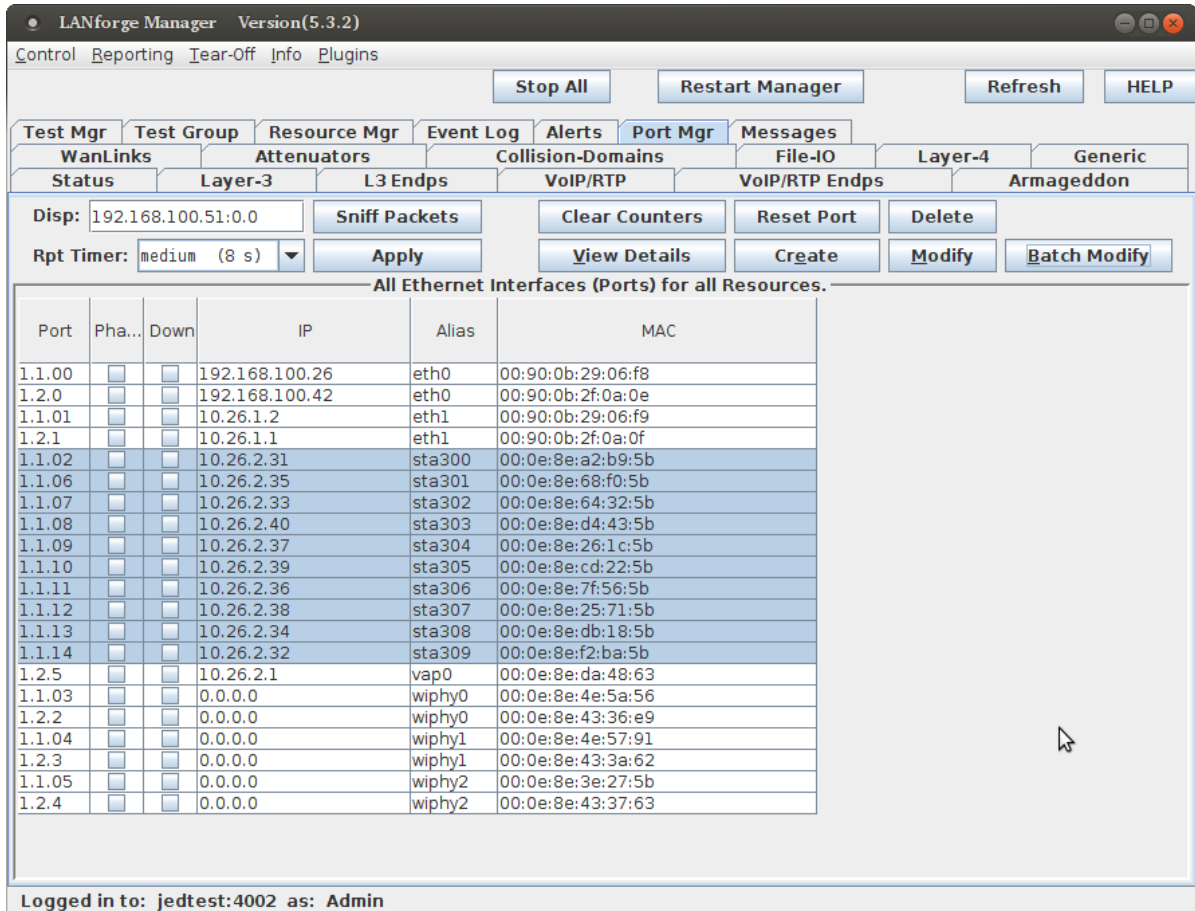 LANforge Manager Version(5.3.2)
Control Reporting Tear-Off Info Plugins
Stop All Restart Manager Refresh HELP
Test Mgr Test Group Resource Mgr Event Log Alerts Port Mgr Messages
WanLinks Attenuators Collision-Domains File-IO Layer-4 Generic
Status Layer-3 L3 Endps VoIP/RTP VoIP/RTP Endps Armageddon
Disp: 192.168.100.51:0.0 Sniff Packets Clear Counters Reset Port Delete
Rpt Timer: medium (8 s) Apply View Details Create Modify Batch Modify
All Ethernet Interfaces (Ports) for all Resources.
Port Pha... Down IP Alias MAC
1.1.00 192.168.100.26 eth0 00:90:0b:29:06:f8
1.2.0 192.168.100.42 eth0 00:90:0b:2f:0a:0e
1.1.01 10.26.1.2 eth1 00:90:0b:29:06:f9
1.2.1 10.26.1.1 eth1 00:90:0b:2f:0a:0f
1.1.02 10.26.2.31 sta300 00:0e:8e:a2:b9:5b
1.1.06 10.26.2.35 sta301 00:0e:8e:68:f0:5b
1.1.07 10.26.2.33 sta302 00:0e:8e:64:32:5b
1.1.08 10.26.2.40 sta303 00:0e:8e:d4:43:5b
1.1.09 10.26.2.37 sta304 00:0e:8e:26:1c:5b
1.1.10 10.26.2.39 sta305 00:0e:8e:cd:22:5b
1.1.11 10.26.2.36 sta306 00:0e:8e:7f:56:5b
1.1.12 10.26.2.38 sta307 00:0e:8e:25:71:5b
1.1.13 10.26.2.34 sta308 00:0e:8e:db:18:5b
1.1.14 10.26.2.32 sta309 00:0e:8e:f2:ba:5b
1.2.5 10.26.2.1 vap0 00:0e:8e:da:48:63
1.1.03 0.0.0.0 wiphy0 00:0e:8e:4e:5a:56
1.2.2 0.0.0.0 wiphy0 00:0e:8e:43:36:e9
1.1.04 0.0.0.0 wiphy1 00:0e:8e:4e:57:91
1.2.3 0.0.0.0 wiphy1 00:0e:8e:43:3a:62
1.1.05 0.0.0.0 wiphy2 00:0e:8e:3e:27:5b
1.2.4 0.0.0.0 wiphy2 00:0e:8e:43:37:63
Logged in to: jedtest:4002 as: Admin